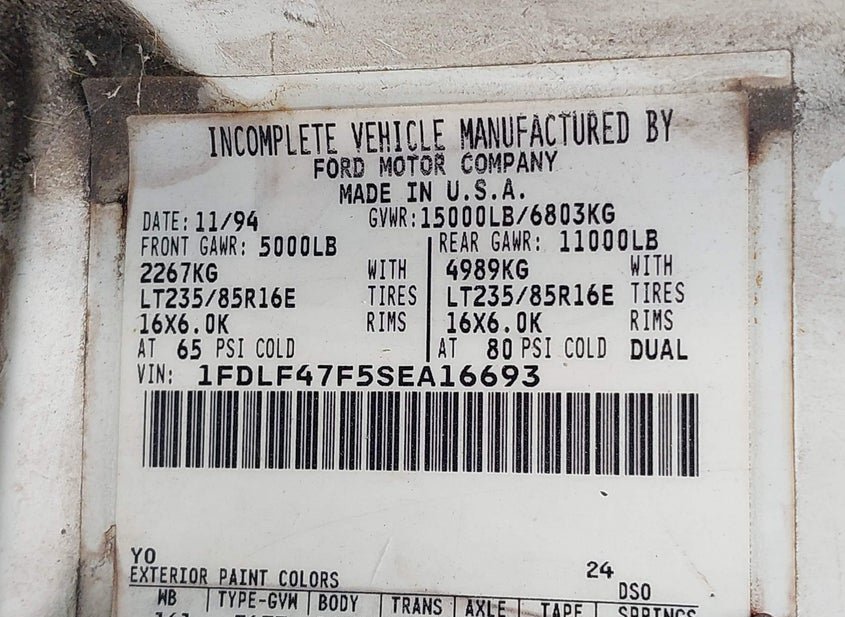 INCOMPLETE VEHICLE MANUFACTURED BY
FORD MOTOR COMPANY
MADE IN U.S.A.
DATE: 11/94 GVWR: 15000LB/6803KG
FRONT GAWR: 5000LB REAR GAWR: 11000LB
2267KG WITH 4989KG WITH
LT235/85R16E TIRES LT235/85R16E TIRES
16X6.0K RIMS 16X6.0K RIMS
AT 65 PSI COLD AT 80 PSI COLD DUAL
VIN: 1FDLF47F5SEA16693
YO 24
EXTERIOR PAINT COLORS DSO
WB TYPE-GVW BODY TRANS AXLE TAPE SPRINGS